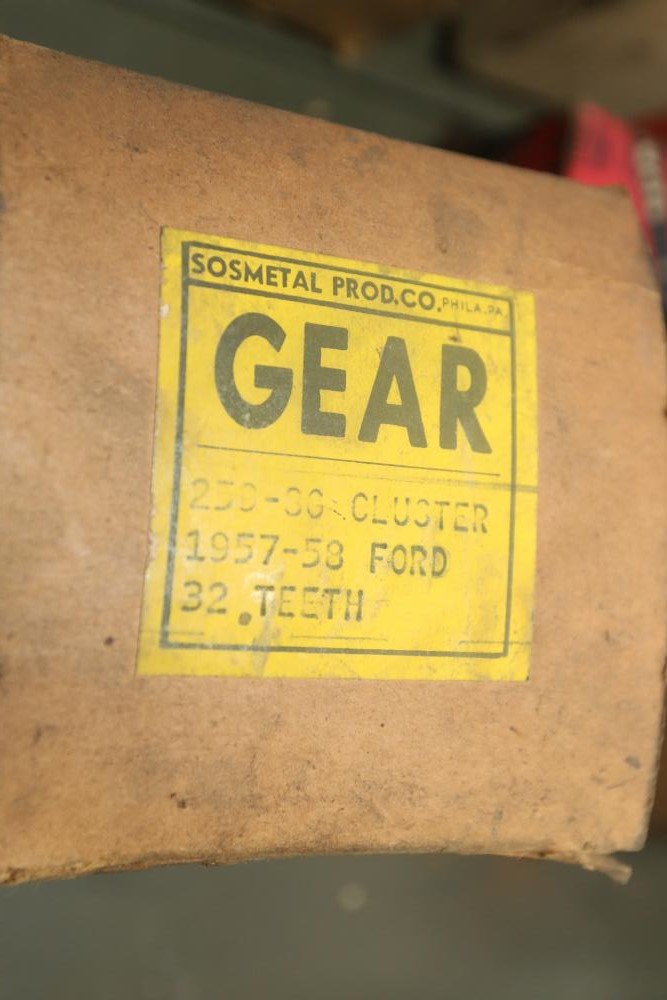 SOSMETAL PROD.CO. PHILA.PA.
GEAR
CLUSTER
1957-58 FORD
32 TEETH